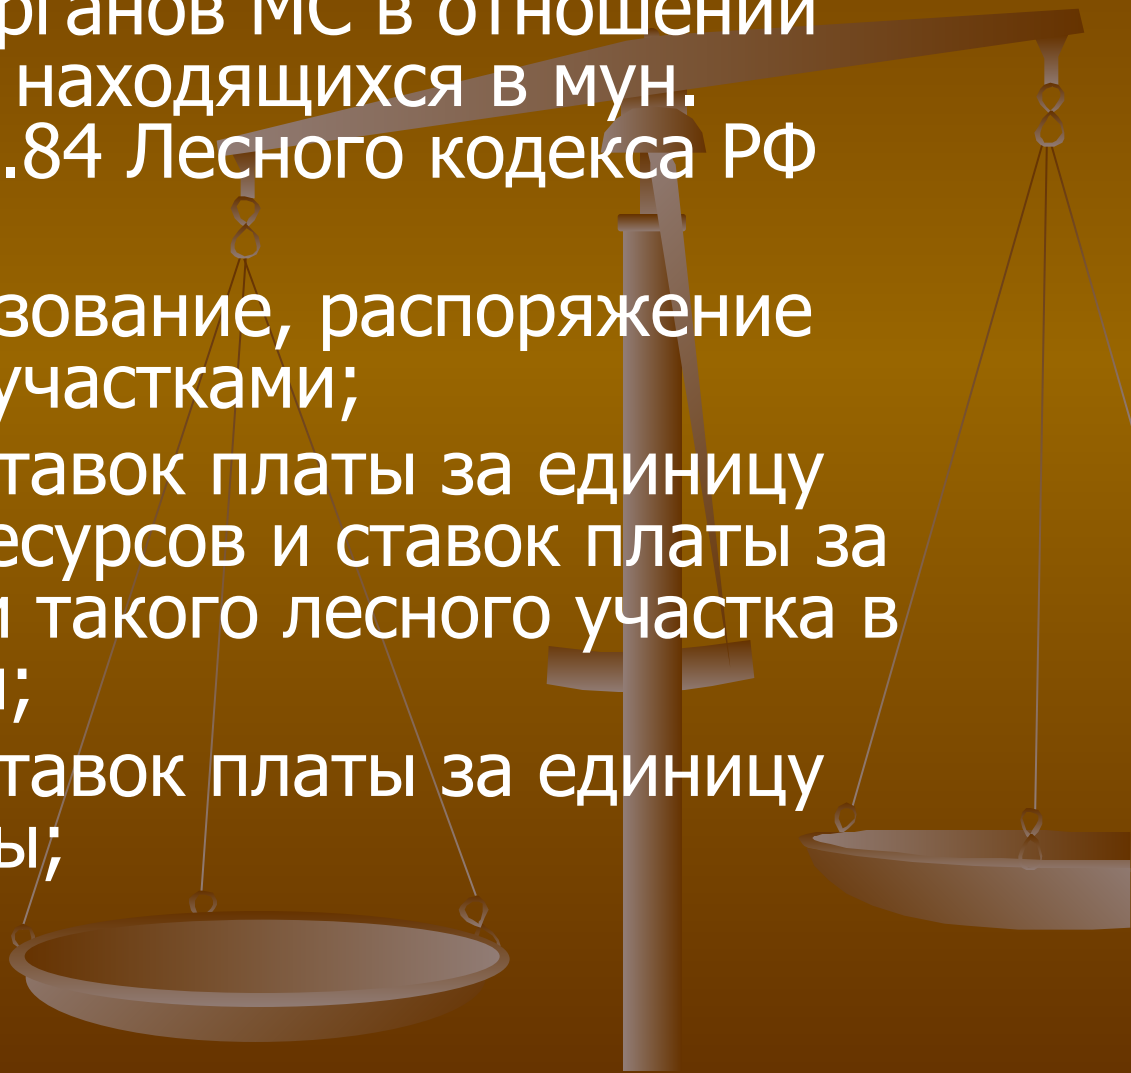 рганов МС в отношении
находящихся в мун.
.84 Лесного кодекса РФ
зование, распоряжение
участками;
тавок платы за единицу
есурсов и ставок платы за
и такого лесного участка в
;
тавок платы за единицу
ы;